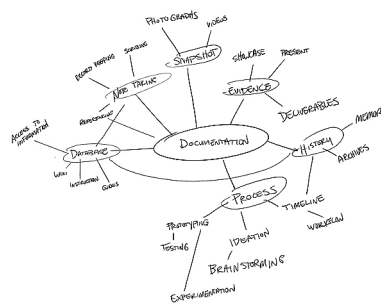 PHOTOGRAPHS
VIDEOS
SNAPSHOT
RECORD KEEPING
NOTE TAKING
SHOWCASE
PRESENT
EVIDENCE
DELIVERABLES
REFERENCING
DOCUMENTATION
ACCESS TO
INFORMATION
DATABASE
WIKI
INSTRUCTION
GUIDES
HISTORY
MEMORY
ARCHIVES
PROCESS
TIMELINE
WORKFLOW
PROTOTYPING
TESTING
IDEATION
BRAINSTORMING
EXPERIMENTATION